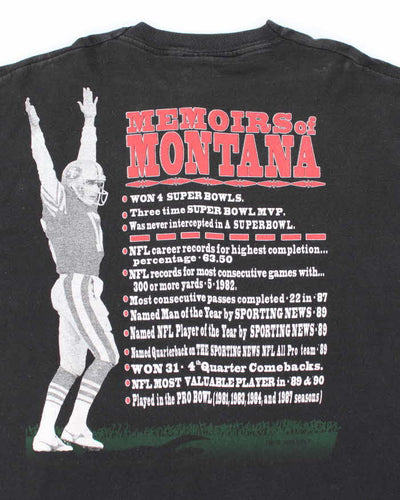 MEMOIRS of
MONTANA
WON 4 SUPER BOWLS.
Three time SUPER BOWL MVP.
Was never intercepted in A SUPERBOWL.
NFL career records for highest completion...
percentage · 63.50
NFL records for most consecutive games with...
300 or more yards · 5 · 1982.
Most consecutive passes completed · 22 in · 87
Named Man of the Year by SPORTING NEWS · 89
Named NFL Player of the Year by SPORTING NEWS · 89
Named Quarterback on THE SPORTING NEWS NFL All Pro team · 89
WON 31 · 4th Quarter Comebacks.
NFL MOST VALUABLE PLAYER in · 89 & 90
Played in the PRO BOWL (1981, 1983, 1984, and 1987 seasons)